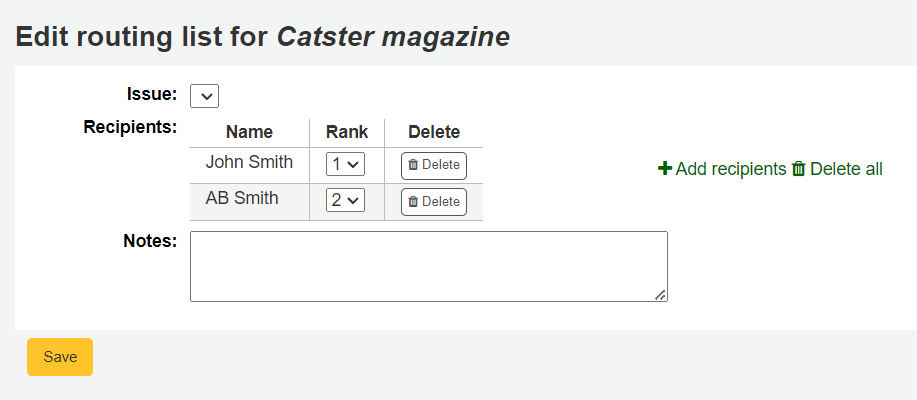 Edit routing list for Catster magazine
Issue:
Recipients:
Name Rank Delete
John Smith 1 Delete
AB Smith 2 Delete
Add recipients Delete all
Notes:
Save